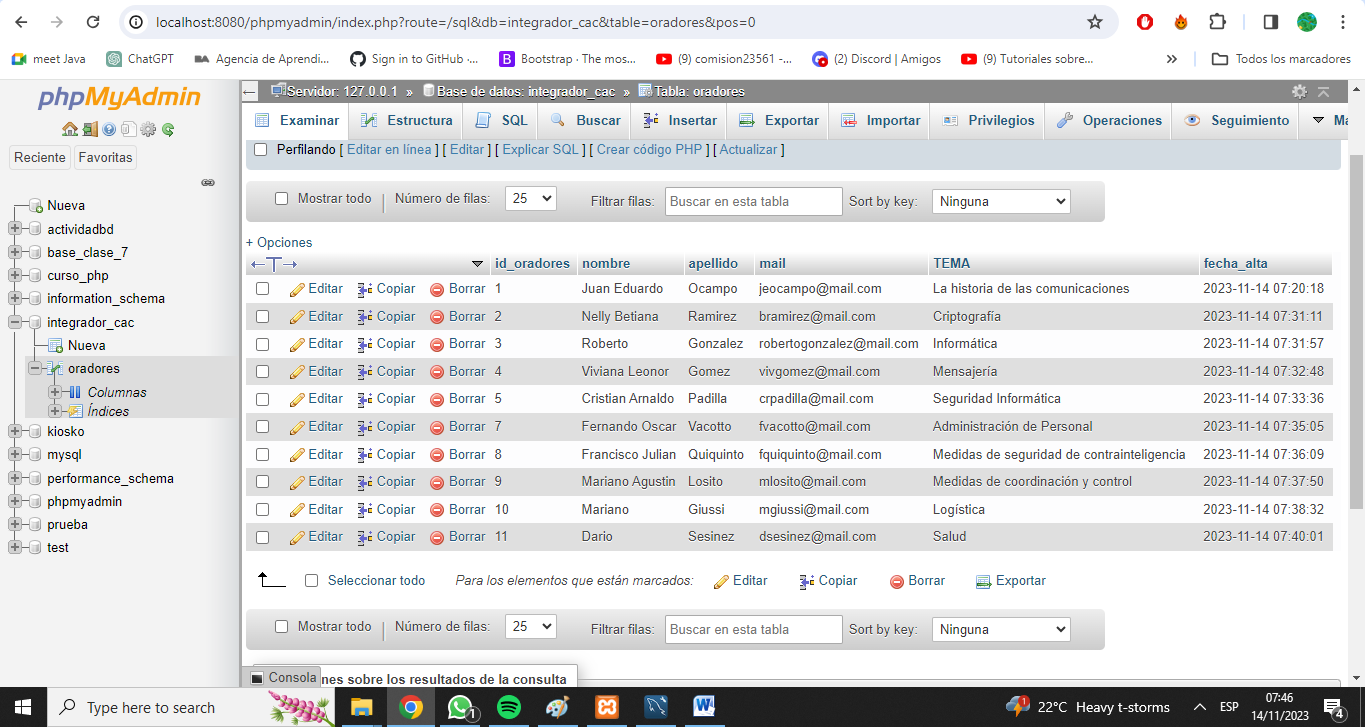 localhost:8080/phpmyadmin/index.php?route=/sql&db=integrador_cac&table=oradores&pos=0
meet Java ChatGPT BA Agencia de Aprendi... Sign in to GitHub ·... B Bootstrap · The mos... (9) comision23561 -... (2) Discord | Amigos (9) Tutoriales sobre... » Todos los marcadores
phpMyAdmin
Reciente Favoritas
Nueva
actividadbd
base_clase_7
curso_php
information_schema
integrador_cac
Nueva
oradores
Columnas
Índices
kiosko
mysql
performance_schema
phpmyadmin
prueba
test
Servidor: 127.0.0.1 » Base de datos: integrador_cac » Tabla: oradores
Examinar Estructura SQL Buscar Insertar Exportar Importar Privilegios Operaciones Seguimiento Má
Perfilando [ Editar en línea ] [ Editar ] [ Explicar SQL ] [ Crear código PHP ] [ Actualizar ]
Mostrar todo Número de filas: 25 Filtrar filas: Buscar en esta tabla Sort by key: Ninguna
+ Opciones
id_oradores nombre apellido mail TEMA fecha_alta
Editar Copiar Borrar 1 Juan Eduardo Ocampo jeocampo@mail.com La historia de las comunicaciones 2023-11-14 07:20:18
Editar Copiar Borrar 2 Nelly Betiana Ramirez bramirez@mail.com Criptografía 2023-11-14 07:31:11
Editar Copiar Borrar 3 Roberto Gonzalez robertogonzalez@mail.com Informática 2023-11-14 07:31:57
Editar Copiar Borrar 4 Viviana Leonor Gomez vivgomez@mail.com Mensajería 2023-11-14 07:32:48
Editar Copiar Borrar 5 Cristian Arnaldo Padilla crpadilla@mail.com Seguridad Informática 2023-11-14 07:33:36
Editar Copiar Borrar 7 Fernando Oscar Vacotto fvacotto@mail.com Administración de Personal 2023-11-14 07:35:05
Editar Copiar Borrar 8 Francisco Julian Quiquinto fquiquinto@mail.com Medidas de seguridad de contrainteligencia 2023-11-14 07:36:09
Editar Copiar Borrar 9 Mariano Agustin Losito mlosito@mail.com Medidas de coordinación y control 2023-11-14 07:37:50
Editar Copiar Borrar 10 Mariano Giussi mgiussi@mail.com Logística 2023-11-14 07:38:32
Editar Copiar Borrar 11 Dario Sesinez dsesinez@mail.com Salud 2023-11-14 07:40:01
Seleccionar todo Para los elementos que están marcados: Editar Copiar Borrar Exportar
Mostrar todo Número de filas: 25 Filtrar filas: Buscar en esta tabla Sort by key: Ninguna
Consola nes sobre los resultados de la consulta
Type here to search 1 22°C Heavy t-storms ESP 07:46
14/11/2023 4